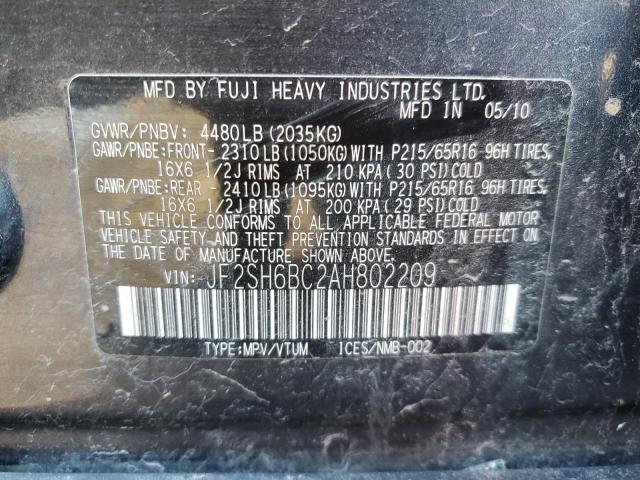 MFD BY FUJI HEAVY INDUSTRIES LTD.
MFD IN 05/10
GVWR/PNBV: 4480LB(2035KG)
GAWR/PNBE:FRONT- 2310LB(1050KG)WITH P215/65R16 96H TIRES,
16X6 1/2J RIMS AT 210 KPA(30 PSI)COLD
GAWR/PNBE:REAR - 2410LB(1095KG)WITH P215/65R16 96H TIRES,
16X6 1/2J RIMS AT 200 KPA(29 PSI)COLD
THIS VEHICLE CONFORMS TO ALL APPLICABLE FEDERAL MOTOR
VEHICLE SAFETY AND THEFT PREVENTION STANDARDS IN EFFECT ON
THE DATE OF MANUFACTURE SHOWN ABOVE.
VIN: JF2SH6BC2AH802209
TYPE:MPV/VTUM ICES/NMB-002